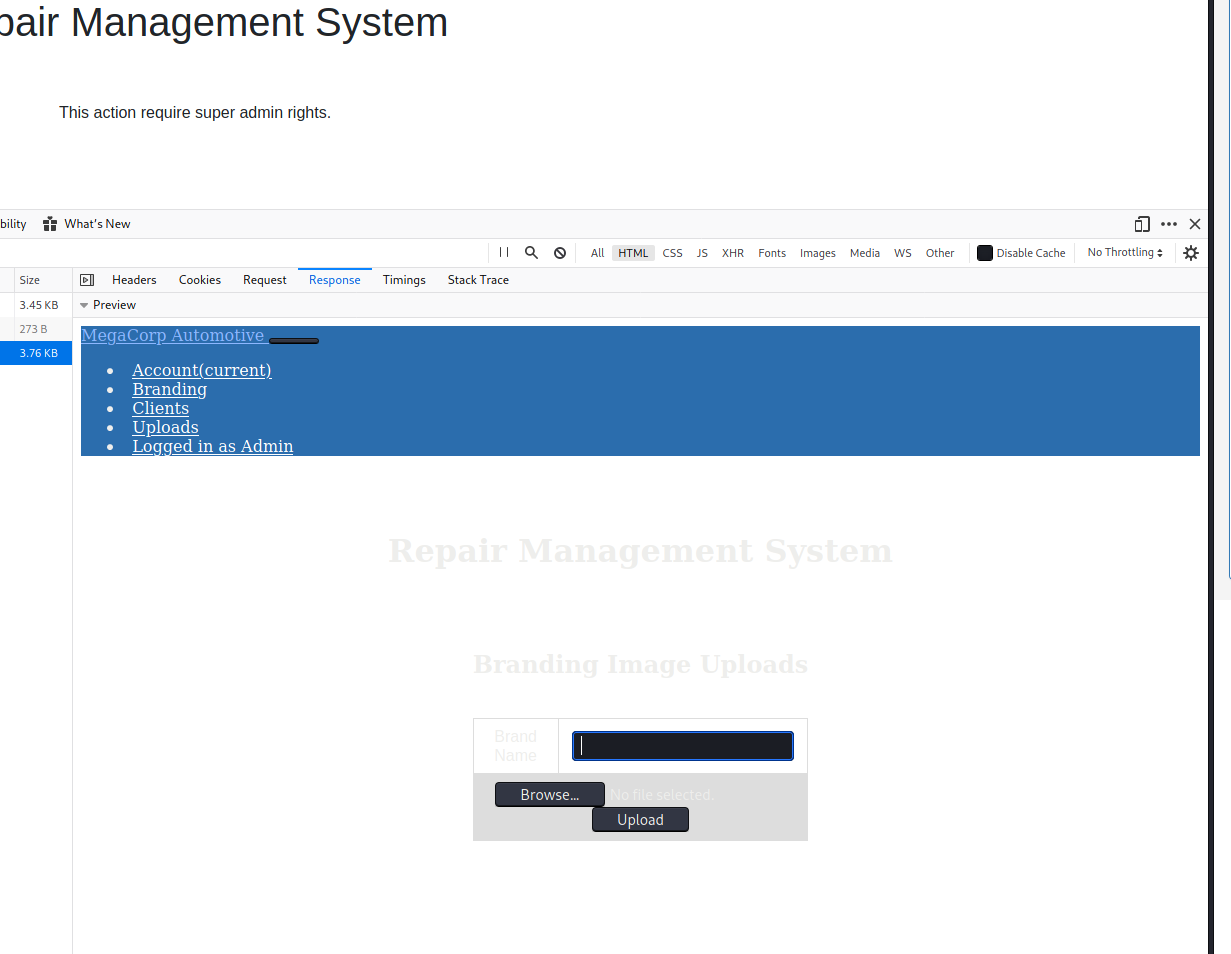 pair Management System
This action require super admin rights.
bility What's New
All HTML CSS JS XHR Fonts Images Media WS Other Disable Cache No Throttling
Size Headers Cookies Request Response Timings Stack Trace
3.45 KB Preview
273 B
3.76 KB
MegaCorp Automotive
Account(current)
Branding
Clients
Uploads
Logged in as Admin
Repair Management System
Branding Image Uploads
Brand
Name
Browse... No file selected.
Upload